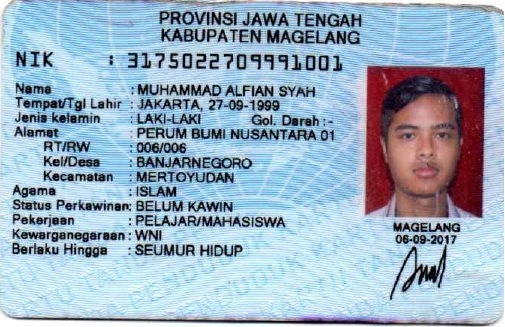 PROVINSI JAWA TENGAH
KABUPATEN MAGELANG
NIK : 3175022709991001
Nama : MUHAMMAD ALFIAN SYAH
Tempat/Tgl Lahir : JAKARTA, 27-09-1999
Jenis kelamin : LAKI-LAKI Gol. Darah :-
Alamat : PERUM BUMI NUSANTARA 01
RT/RW : 006/006
Kel/Desa : BANJARNEGORO
Kecamatan : MERTOYUDAN
Agama : ISLAM
Status Perkawinan: BELUM KAWIN
Pekerjaan : PELAJAR/MAHASISWA
Kewarganegaraan : WNI
Berlaku Hingga : SEUMUR HIDUP
MAGELANG
06-09-2017